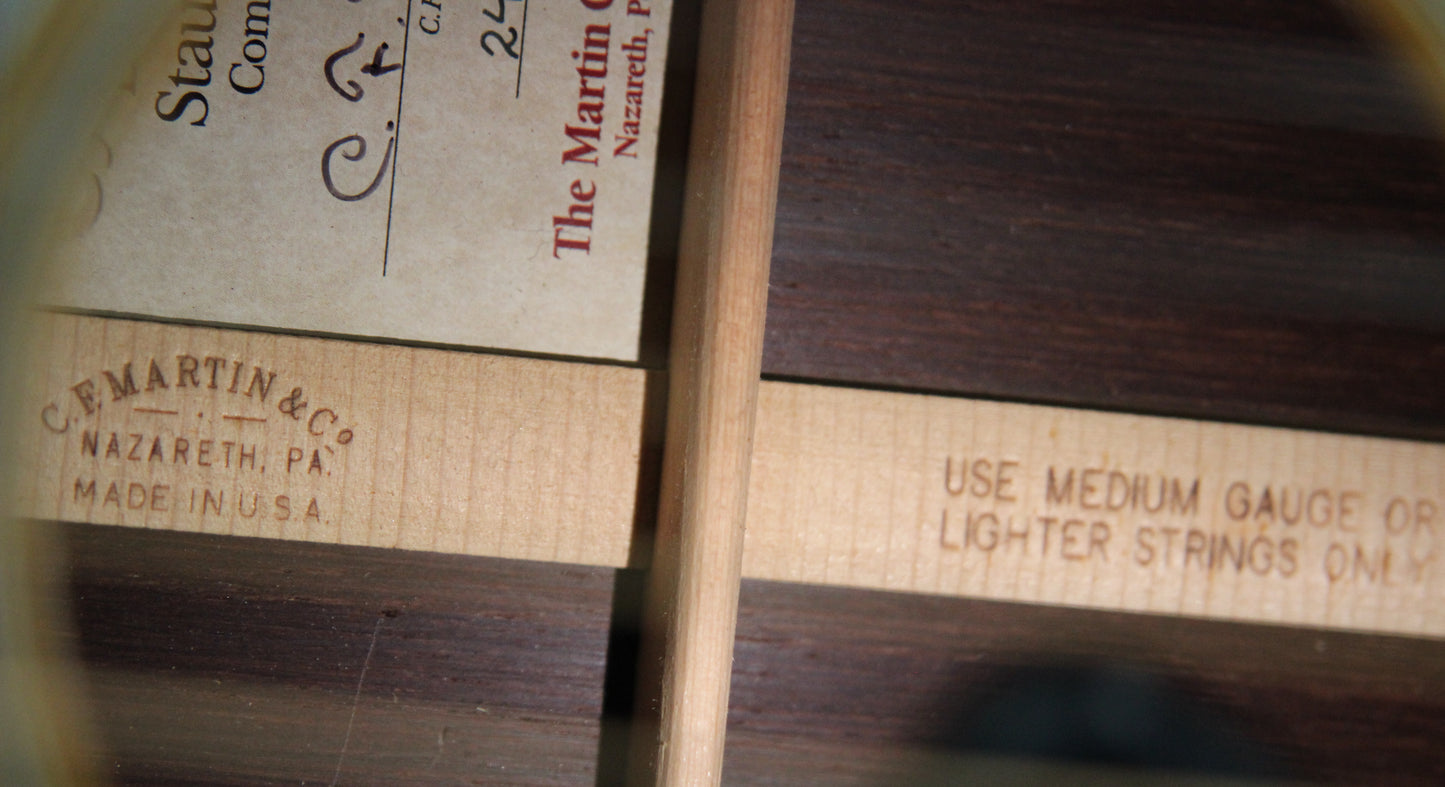 Stau
Com
C. F.
C.F
24
The Martin
Nazareth, P
C. F. MARTIN & Co
NAZARETH, PA.
MADE IN U.S.A.
USE MEDIUM GAUGE OR
LIGHTER STRINGS ONLY